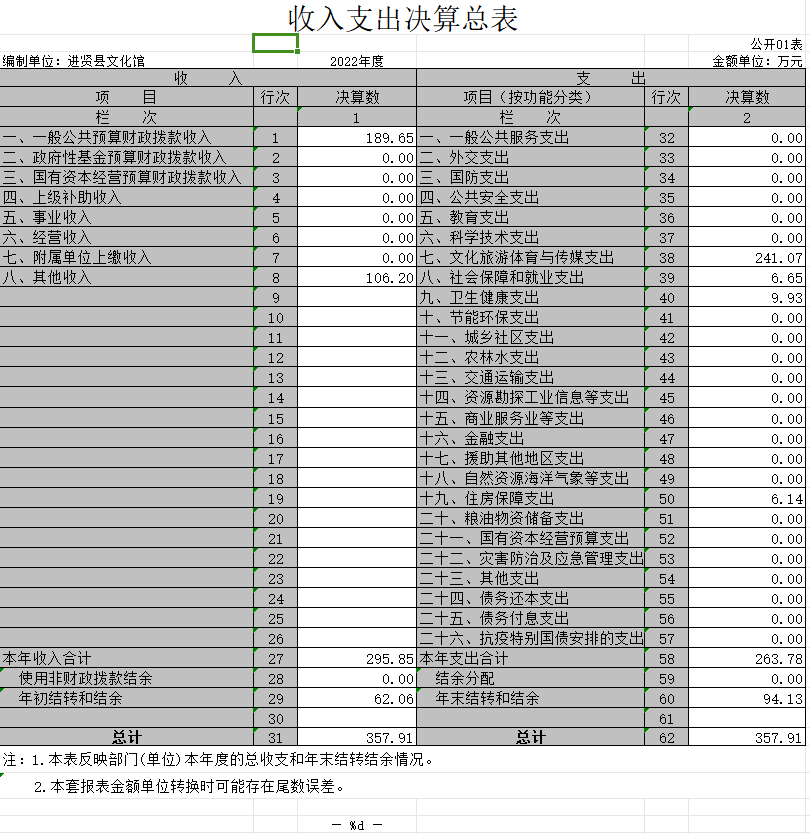 收入支出决算总表
公开01表
编制单位：进贤县文化馆 2022年度 金额单位：万元
收 入 支 出
项 目 行次 决算数 项目（按功能分类） 行次 决算数
栏 次 1 栏 次 2
一、一般公共预算财政拨款收入 1 189.65 一、一般公共服务支出 32 0.00
二、政府性基金预算财政拨款收入 2 0.00 二、外交支出 33 0.00
三、国有资本经营预算财政拨款收入 3 0.00 三、国防支出 34 0.00
四、上级补助收入 4 0.00 四、公共安全支出 35 0.00
五、事业收入 5 0.00 五、教育支出 36 0.00
六、经营收入 6 0.00 六、科学技术支出 37 0.00
七、附属单位上缴收入 7 0.00 七、文化旅游体育与传媒支出 38 241.07
八、其他收入 8 106.20 八、社会保障和就业支出 39 6.65
9 九、卫生健康支出 40 9.93
10 十、节能环保支出 41 0.00
11 十一、城乡社区支出 42 0.00
12 十二、农林水支出 43 0.00
13 十三、交通运输支出 44 0.00
14 十四、资源勘探工业信息等支出 45 0.00
15 十五、商业服务业等支出 46 0.00
16 十六、金融支出 47 0.00
17 十七、援助其他地区支出 48 0.00
18 十八、自然资源海洋气象等支出 49 0.00
19 十九、住房保障支出 50 6.14
20 二十、粮油物资储备支出 51 0.00
21 二十一、国有资本经营预算支出 52 0.00
22 二十二、灾害防治及应急管理支出 53 0.00
23 二十三、其他支出 54 0.00
24 二十四、债务还本支出 55 0.00
25 二十五、债务付息支出 56 0.00
26 二十六、抗疫特别国债安排的支出 57 0.00
本年收入合计 27 295.85 本年支出合计 58 263.78
使用非财政拨款结余 28 0.00 结余分配 59 0.00
年初结转和结余 29 62.06 年末结转和结余 60 94.13
30 61
总计 31 357.91 总计 62 357.91
注：1.本表反映部门(单位)本年度的总收支和年末结转结余情况。
2.本套报表金额单位转换时可能存在尾数误差。
— %d —